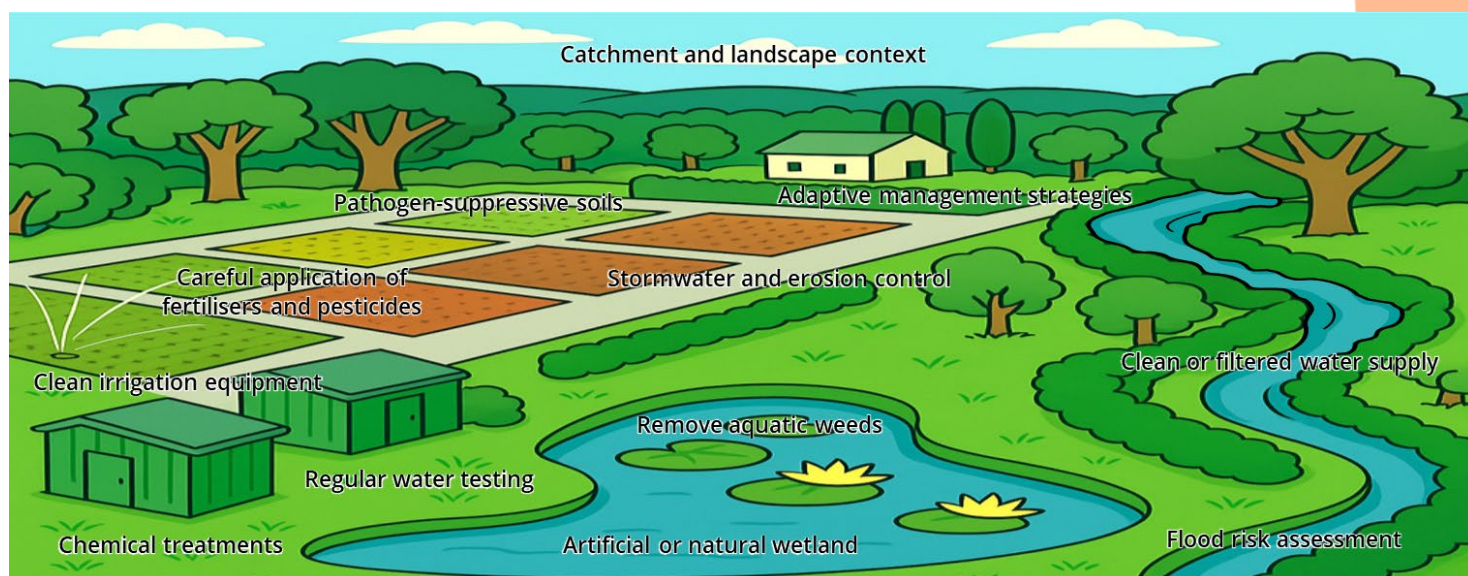 Catchment and landscape context
Pathogen-suppressive soils
Adaptive management strategies
Careful application of
fertilisers and pesticides
Stormwater and erosion control
Clean irrigation equipment
Clean or filtered water supply
Remove aquatic weeds
Regular water testing
Chemical treatments
Artificial or natural wetland
Flood risk assessment